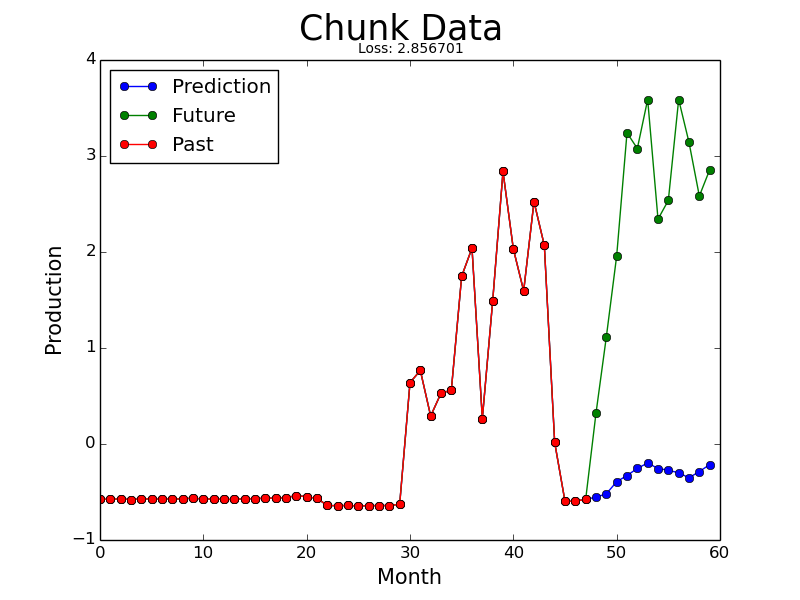 Chunk Data
Loss: 2.856701
Prediction
Future
Past
4
3
2
1
0
−1
Production
0 10 20 30 40 50 60
Month